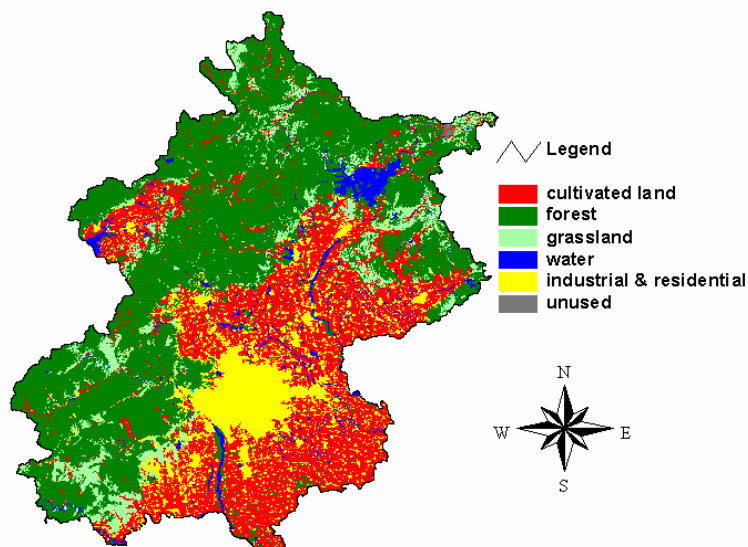 Legend
cultivated land
forest
grassland
water
industrial & residential
unused
N
W E
S